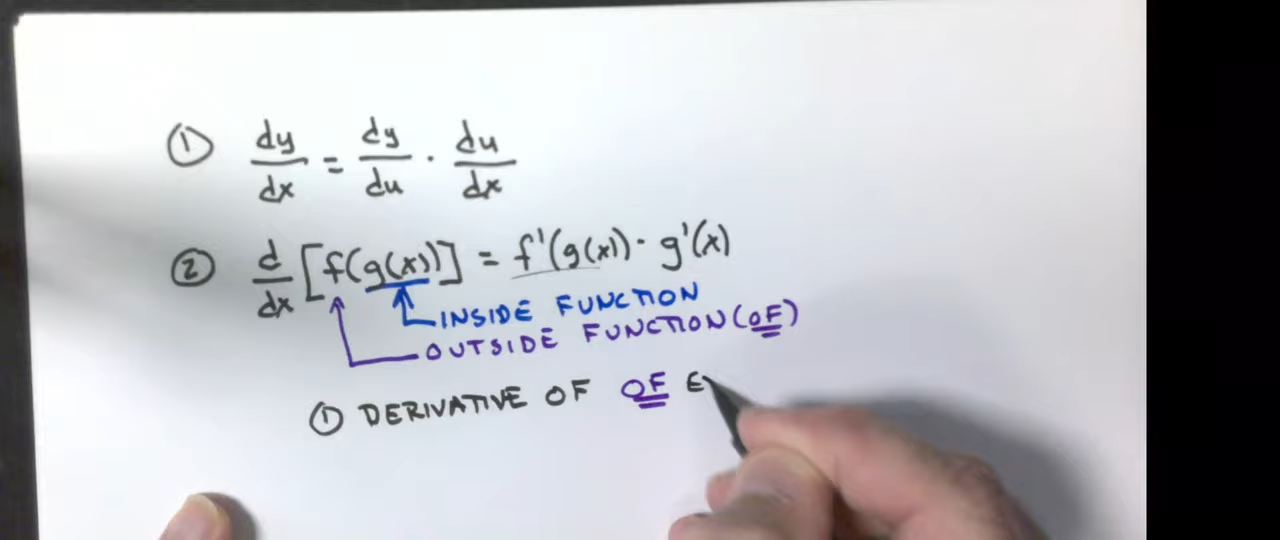 ① dy/dx = dy/du · du/dx
② d/dx [f(g(x))] = f'(g(x)) · g'(x)
INSIDE FUNCTION
OUTSIDE FUNCTION (OF)
① DERIVATIVE OF OF